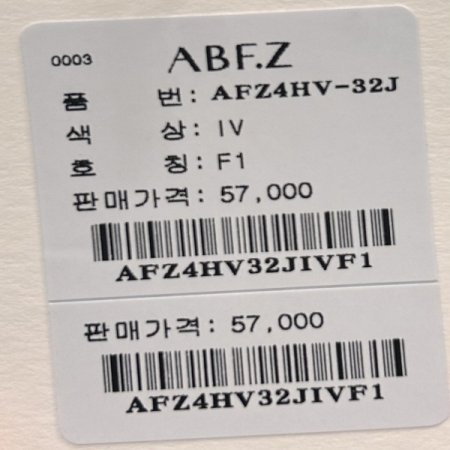 0003 ABF.Z
품 번: AFZ4HV-32J
색 상: IV
호 칭: F1
판매가격: 57,000
AFZ4HV32JIVF1
판매가격: 57,000
AFZ4HV32JIVF1